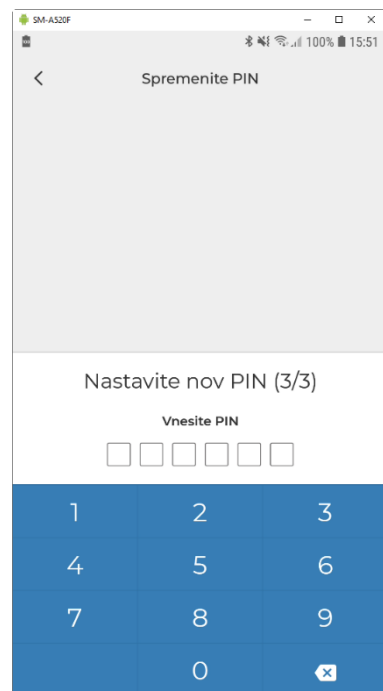 SM-A520F
100% 15:51
Spremenite PIN
Nastavite nov PIN (3/3)
Vnesite PIN
1 2 3
4 5 6
7 8 9
0